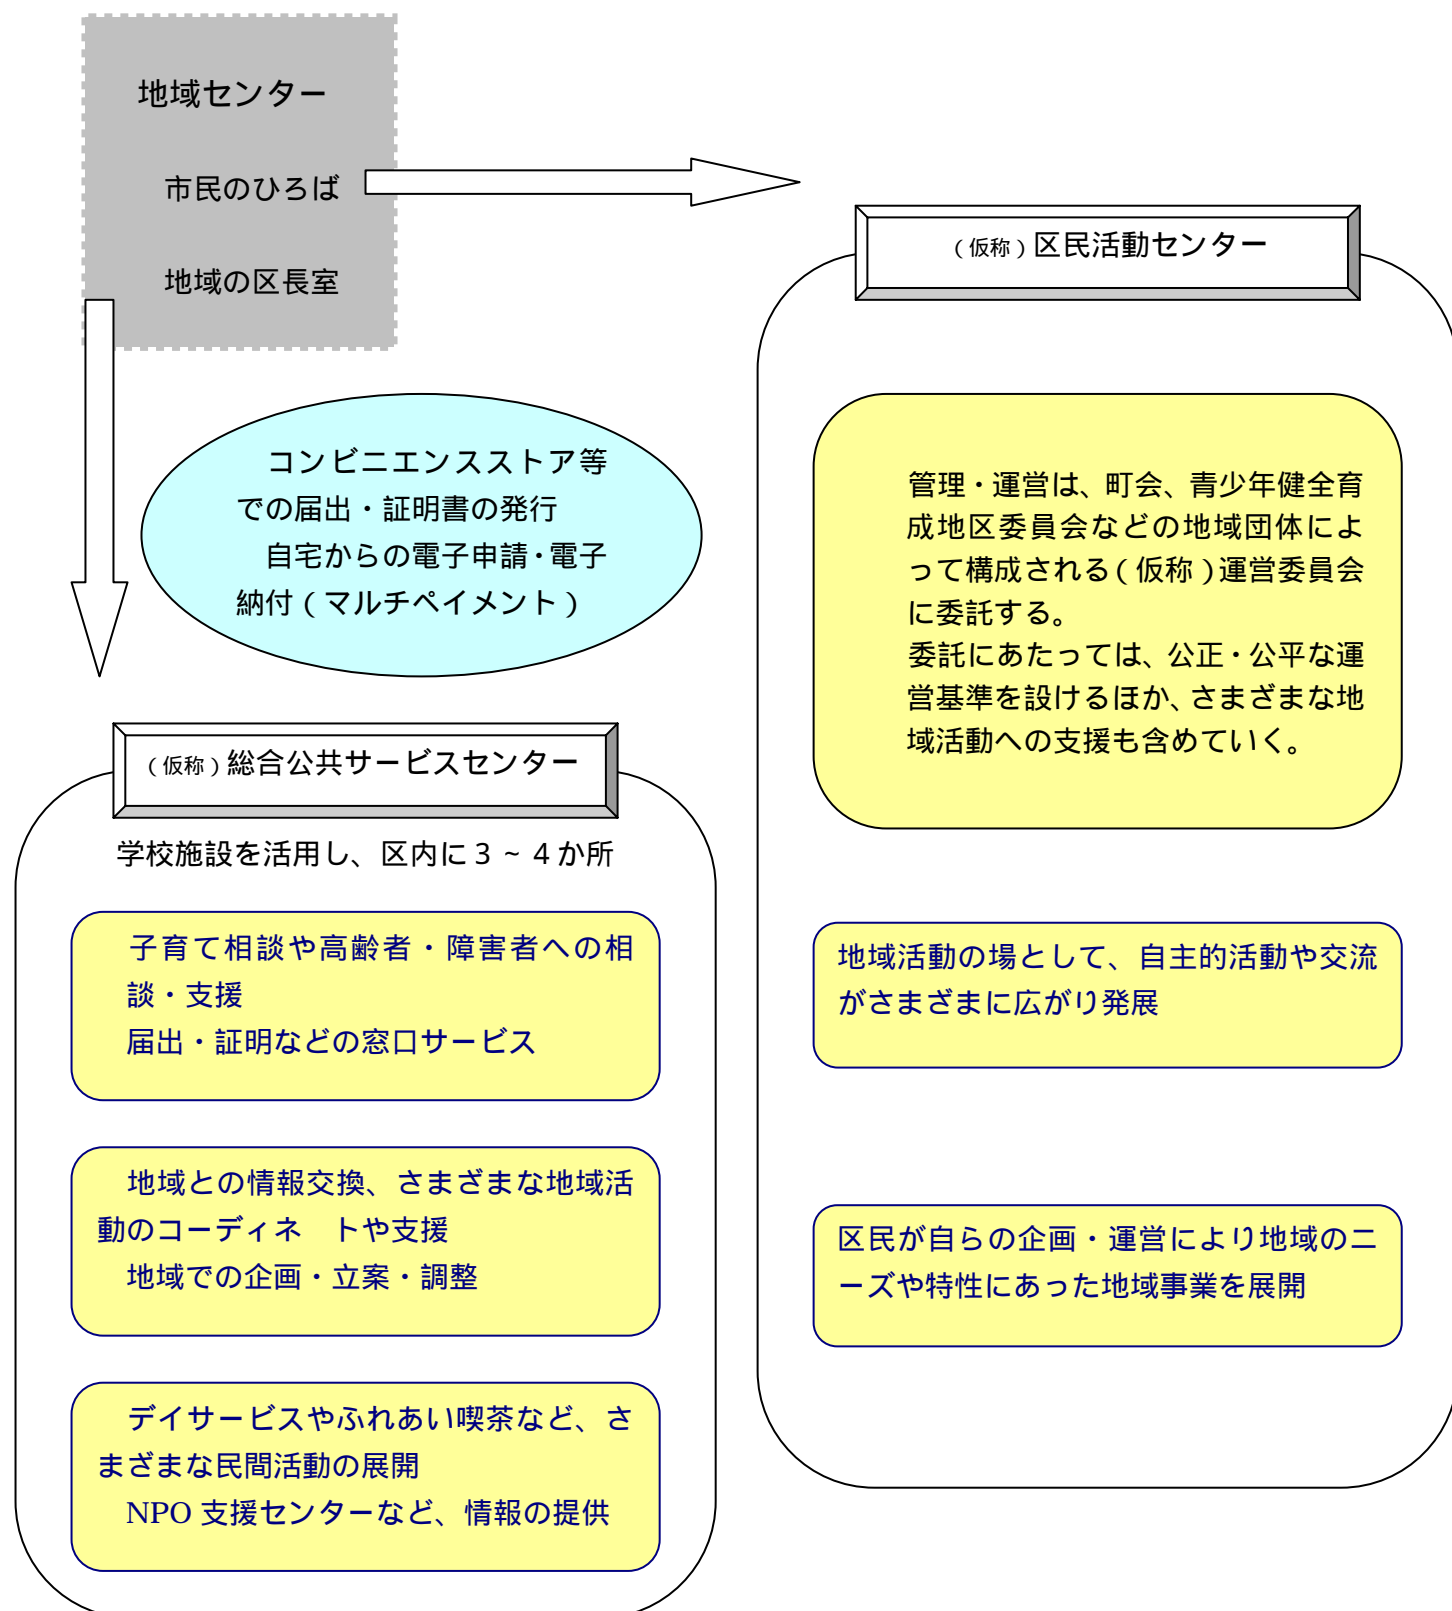 地域センター
市民のひろば
地域の区長室
（仮称）区民活動センター
コンビニエンスストア等
での届出・証明書の発行
自宅からの電子申請・電子
納付（マルチペイメント）
管理・運営は、町会、青少年健全育
成地区委員会などの地域団体によ
って構成される（仮称）運営委員会
に委託する。
委託にあたっては、公正・公平な運
営基準を設けるほか、さまざまな地
域活動への支援も含めていく。
（仮称）総合公共サービスセンター
学校施設を活用し、区内に３～４か所
子育て相談や高齢者・障害者への相
談・支援
届出・証明などの窓口サービス
地域活動の場として、自主的活動や交流
がさまざまに広がり発展
地域との情報交換、さまざまな地域活
動のコーディネ　トや支援
地域での企画・立案・調整
区民が自らの企画・運営により地域のニ
ーズや特性にあった地域事業を展開
デイサービスやふれあい喫茶など、さ
まざまな民間活動の展開
NPO 支援センターなど、情報の提供